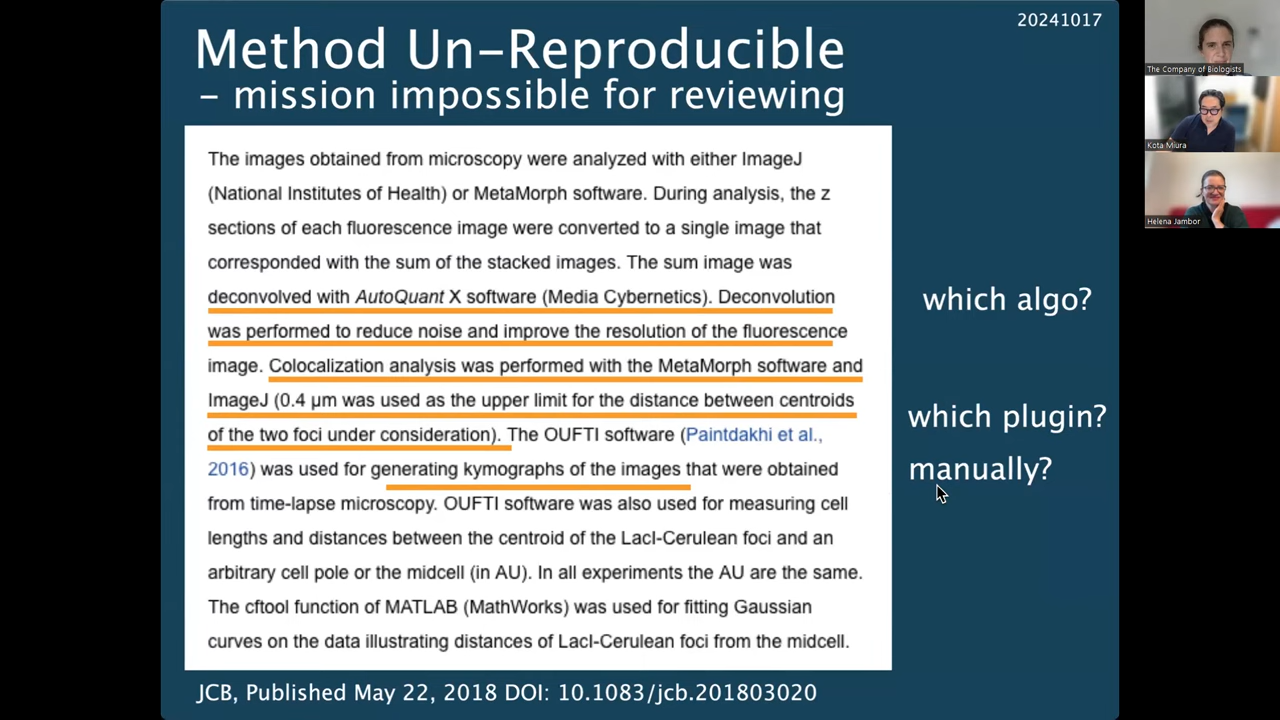 20241017
Method Un-Reproducible
– mission impossible for reviewing
The images obtained from microscopy were analyzed with either ImageJ
(National Institutes of Health) or MetaMorph software. During analysis, the z
sections of each fluorescence image were converted to a single image that
corresponded with the sum of the stacked images. The sum image was
deconvolved with AutoQuant X software (Media Cybernetics). Deconvolution
was performed to reduce noise and improve the resolution of the fluorescence
image. Colocalization analysis was performed with the MetaMorph software and
ImageJ (0.4 μm was used as the upper limit for the distance between centroids
of the two foci under consideration). The OUFTI software (Paintdakhi et al.,
2016) was used for generating kymographs of the images that were obtained
from time-lapse microscopy. OUFTI software was also used for measuring cell
lengths and distances between the centroid of the LacI-Cerulean foci and an
arbitrary cell pole or the midcell (in AU). In all experiments the AU are the same.
The cftool function of MATLAB (MathWorks) was used for fitting Gaussian
curves on the data illustrating distances of LacI-Cerulean foci from the midcell.
which algo?
which plugin?
manually?
JCB, Published May 22, 2018 DOI: 10.1083/jcb.201803020
The Company of Biologists
Kota Miura
Helena Jambor